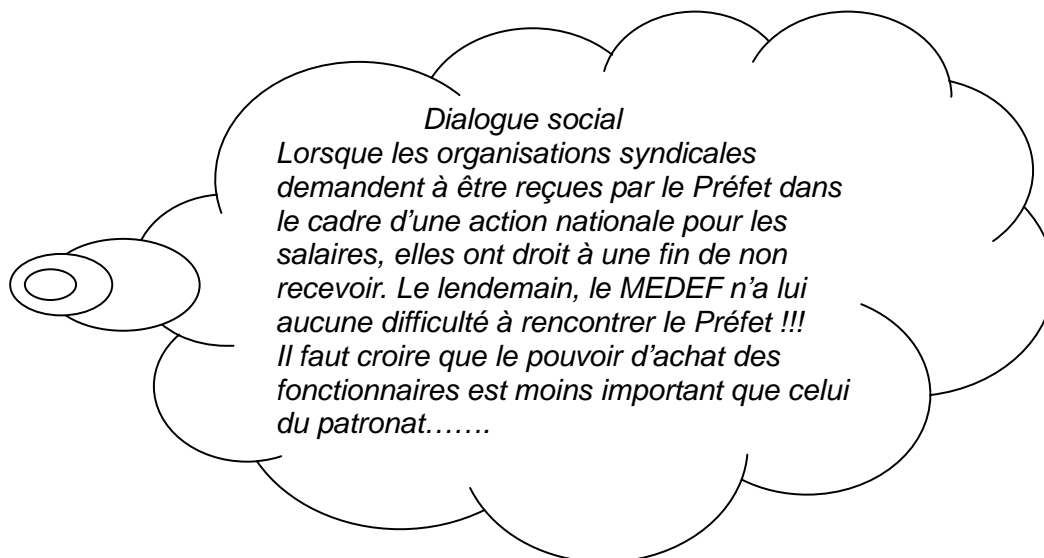 Dialogue social
Lorsque les organisations syndicales
demandent à être reçues par le Préfet dans
le cadre d’une action nationale pour les
salaires, elles ont droit à une fin de non
recevoir. Le lendemain, le MEDEF n’a lui
aucune difficulté à rencontrer le Préfet !!!
Il faut croire que le pouvoir d’achat des
fonctionnaires est moins important que celui
du patronat…….